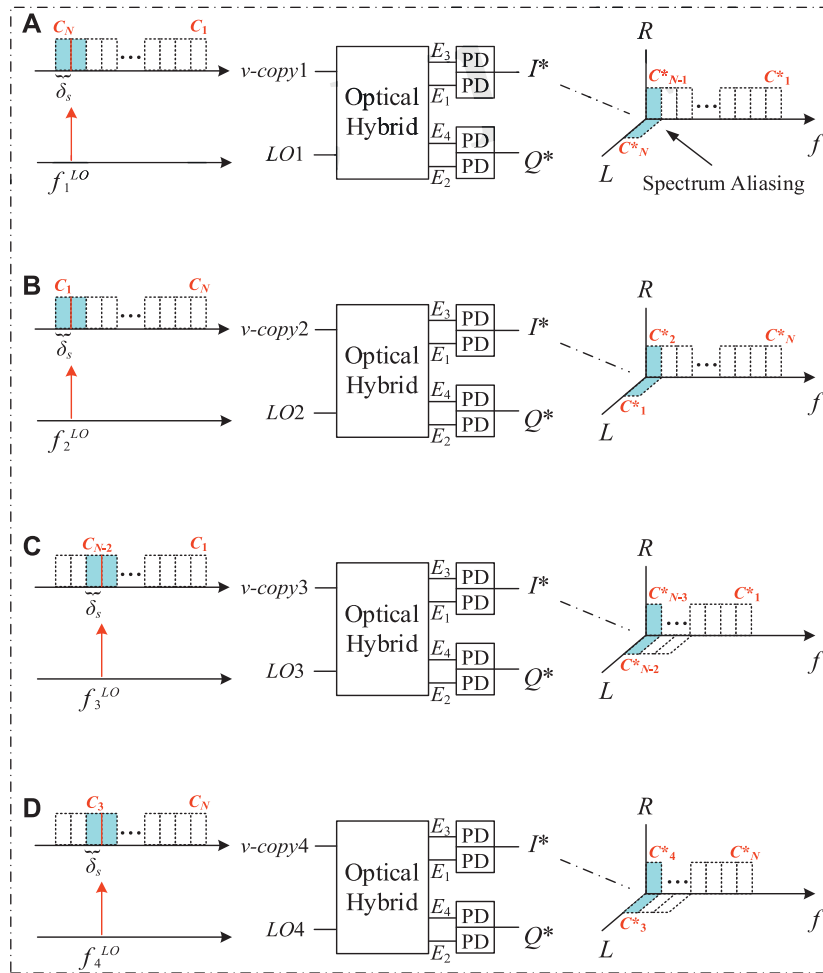 A
C_N C_1
δ_s
f_1^LO
v-copy1
LO1
Optical
Hybrid
E_3
E_1
E_4
E_2
PD
PD
PD
PD
I*
Q*
R
C*_N-1 C*_1
...
C*_N
L
f
Spectrum Aliasing
B
C_1 C_N
...
δ_s
f_2^LO
v-copy2
LO2
Optical
Hybrid
E_3
E_1
E_4
E_2
PD
PD
PD
PD
I*
Q*
R
C*_2 C*_N
...
C*_1
L
f
C
C_N-2 C_1
...
δ_s
f_3^LO
v-copy3
LO3
Optical
Hybrid
E_3
E_1
E_4
E_2
PD
PD
PD
PD
I*
Q*
R
C*_N-3 C*_1
...
C*_N-2
L
f
D
C_3 C_N
...
δ_s
f_4^LO
v-copy4
LO4
Optical
Hybrid
E_3
E_1
E_4
E_2
PD
PD
PD
PD
I*
Q*
R
C*_4 C*_N
...
C*_3
L
f